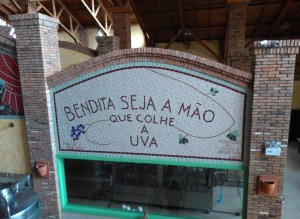 BENDITA SEJA A MÃO
QUE COLHE
A
UVA